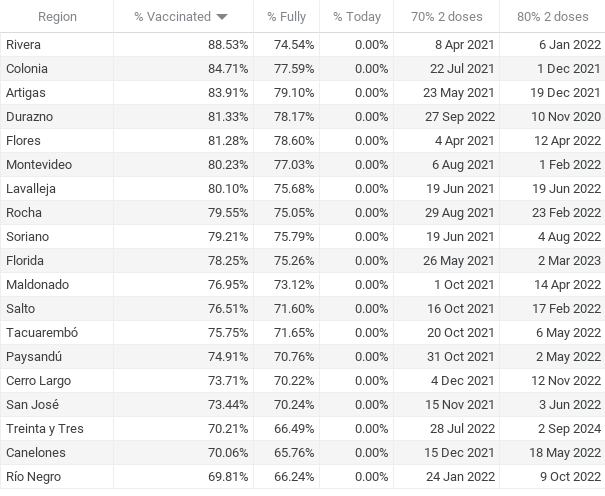 Region % Vaccinated % Fully % Today 70% 2 doses 80% 2 doses
Rivera 88.53% 74.54% 0.00% 8 Apr 2021 6 Jan 2022
Colonia 84.71% 77.59% 0.00% 22 Jul 2021 1 Dec 2021
Artigas 83.91% 79.10% 0.00% 23 May 2021 19 Dec 2021
Durazno 81.33% 78.17% 0.00% 27 Sep 2022 10 Nov 2020
Flores 81.28% 78.60% 0.00% 4 Apr 2021 12 Apr 2022
Montevideo 80.23% 77.03% 0.00% 6 Aug 2021 1 Feb 2022
Lavalleja 80.10% 75.68% 0.00% 19 Jun 2021 19 Jun 2022
Rocha 79.55% 75.05% 0.00% 29 Aug 2021 23 Feb 2022
Soriano 79.21% 75.79% 0.00% 19 Jun 2021 4 Aug 2022
Florida 78.25% 75.26% 0.00% 26 May 2021 2 Mar 2023
Maldonado 76.95% 73.12% 0.00% 1 Oct 2021 14 Apr 2022
Salto 76.51% 71.60% 0.00% 16 Oct 2021 17 Feb 2022
Tacuarembó 75.75% 71.65% 0.00% 20 Oct 2021 6 May 2022
Paysandú 74.91% 70.76% 0.00% 31 Oct 2021 2 May 2022
Cerro Largo 73.71% 70.22% 0.00% 4 Dec 2021 12 Nov 2022
San José 73.44% 70.24% 0.00% 15 Nov 2021 3 Jun 2022
Treinta y Tres 70.21% 66.49% 0.00% 28 Jul 2022 2 Sep 2024
Canelones 70.06% 65.76% 0.00% 15 Dec 2021 18 May 2022
Río Negro 69.81% 66.24% 0.00% 24 Jan 2022 9 Oct 2022